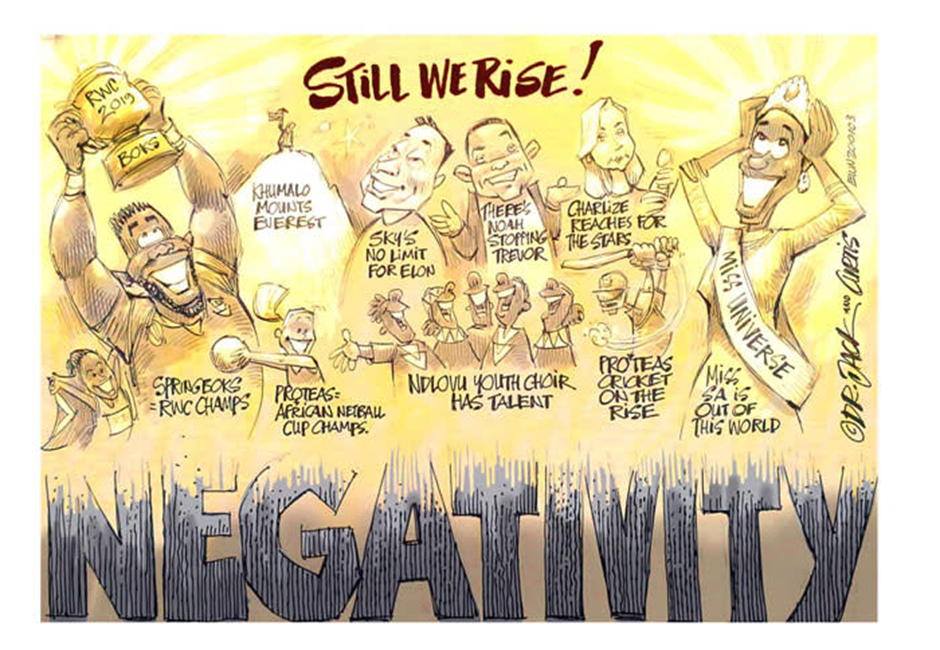 STILL WE RISE!
RWC
2019
BOKS
KHUMALO
MOUNTS
EVEREST
SKY'S
NO LIMIT
FOR ELON
THERE'S
NOAH
STOPPING
TREVOR
CHARLIZE
REACHES FOR
THE STARS
MISS UNIVERSE
SPRINGBOKS
= RWC CHAMPS
PROTEAS=
AFRICAN NETBALL
CUP CHAMPS.
NDLOVU YOUTH CHOIR
HAS TALENT
PROTEAS
CRICKET
ON THE
RISE
MISS
SA IS
OUT OF
THIS WORLD
©DR JACK AND CURTIS
NEGATIVITY